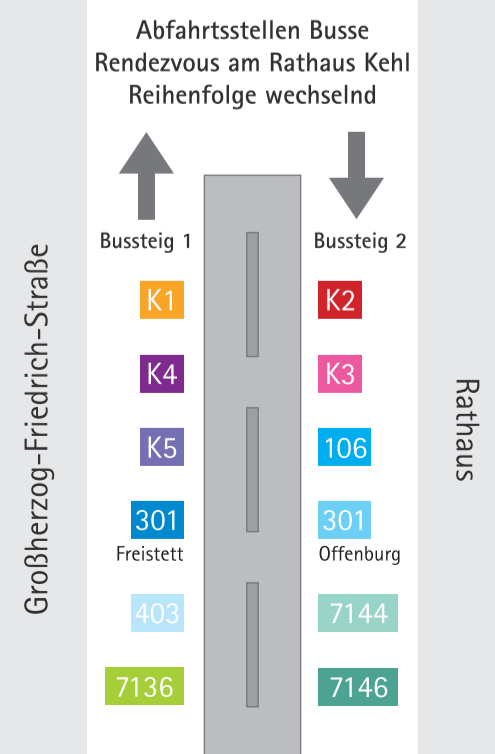 Abfahrtsstellen Busse
Rendezvous am Rathaus Kehl
Reihenfolge wechselnd
Großherzog-Friedrich-Straße
Bussteig 1
K1
K4
K5
301
Freistett
403
7136
Bussteig 2
K2
K3
106
301
Offenburg
7144
7146
Rathaus